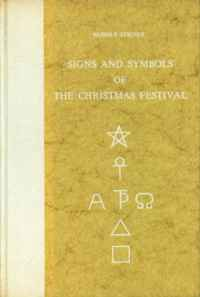 RUDOLF STEINER
SIGNS AND SYMBOLS
OF
THE CHRISTMAS FESTIVAL
A Ω